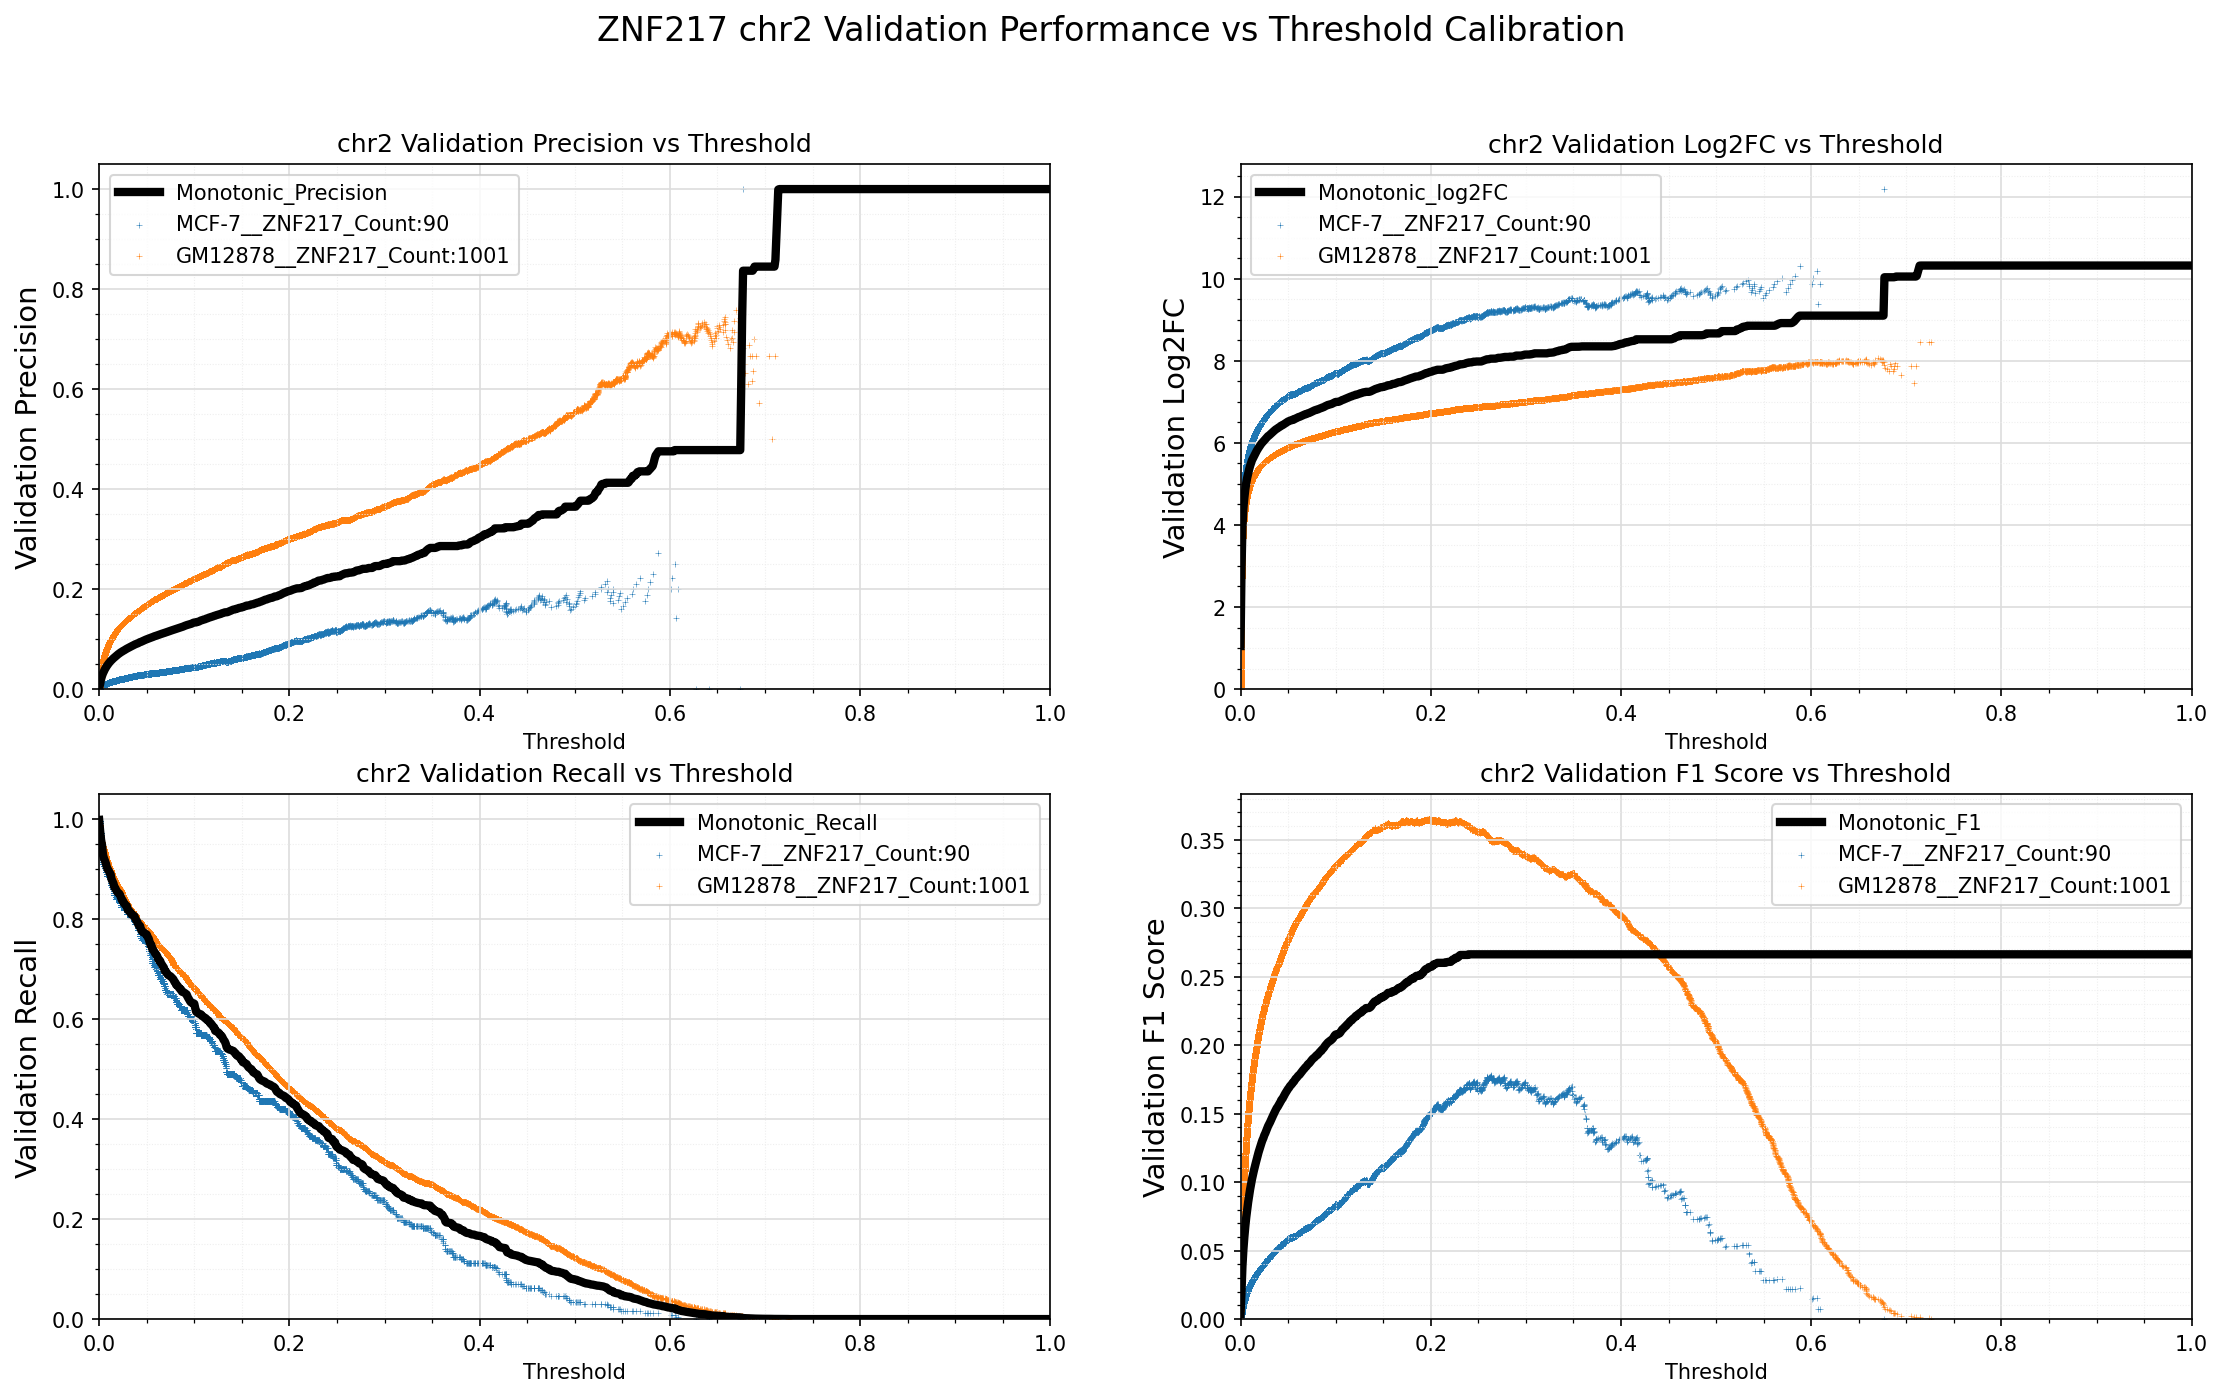 ZNF217 chr2 Validation Performance vs Threshold Calibration
chr2 Validation Precision vs Threshold
Validation Precision
1.0
0.8
0.6
0.4
0.2
0.0
Monotonic_Precision
MCF-7__ZNF217_Count:90
GM12878__ZNF217_Count:1001
0.0 0.2 0.4 0.6 0.8 1.0
Threshold
chr2 Validation Log2FC vs Threshold
Validation Log2FC
12
10
8
6
4
2
0
Monotonic_log2FC
MCF-7__ZNF217_Count:90
GM12878__ZNF217_Count:1001
0.0 0.2 0.4 0.6 0.8 1.0
Threshold
chr2 Validation Recall vs Threshold
Validation Recall
1.0
0.8
0.6
0.4
0.2
0.0
Monotonic_Recall
MCF-7__ZNF217_Count:90
GM12878__ZNF217_Count:1001
0.0 0.2 0.4 0.6 0.8 1.0
Threshold
chr2 Validation F1 Score vs Threshold
Validation F1 Score
0.35
0.30
0.25
0.20
0.15
0.10
0.05
0.00
Monotonic_F1
MCF-7__ZNF217_Count:90
GM12878__ZNF217_Count:1001
0.0 0.2 0.4 0.6 0.8 1.0
Threshold